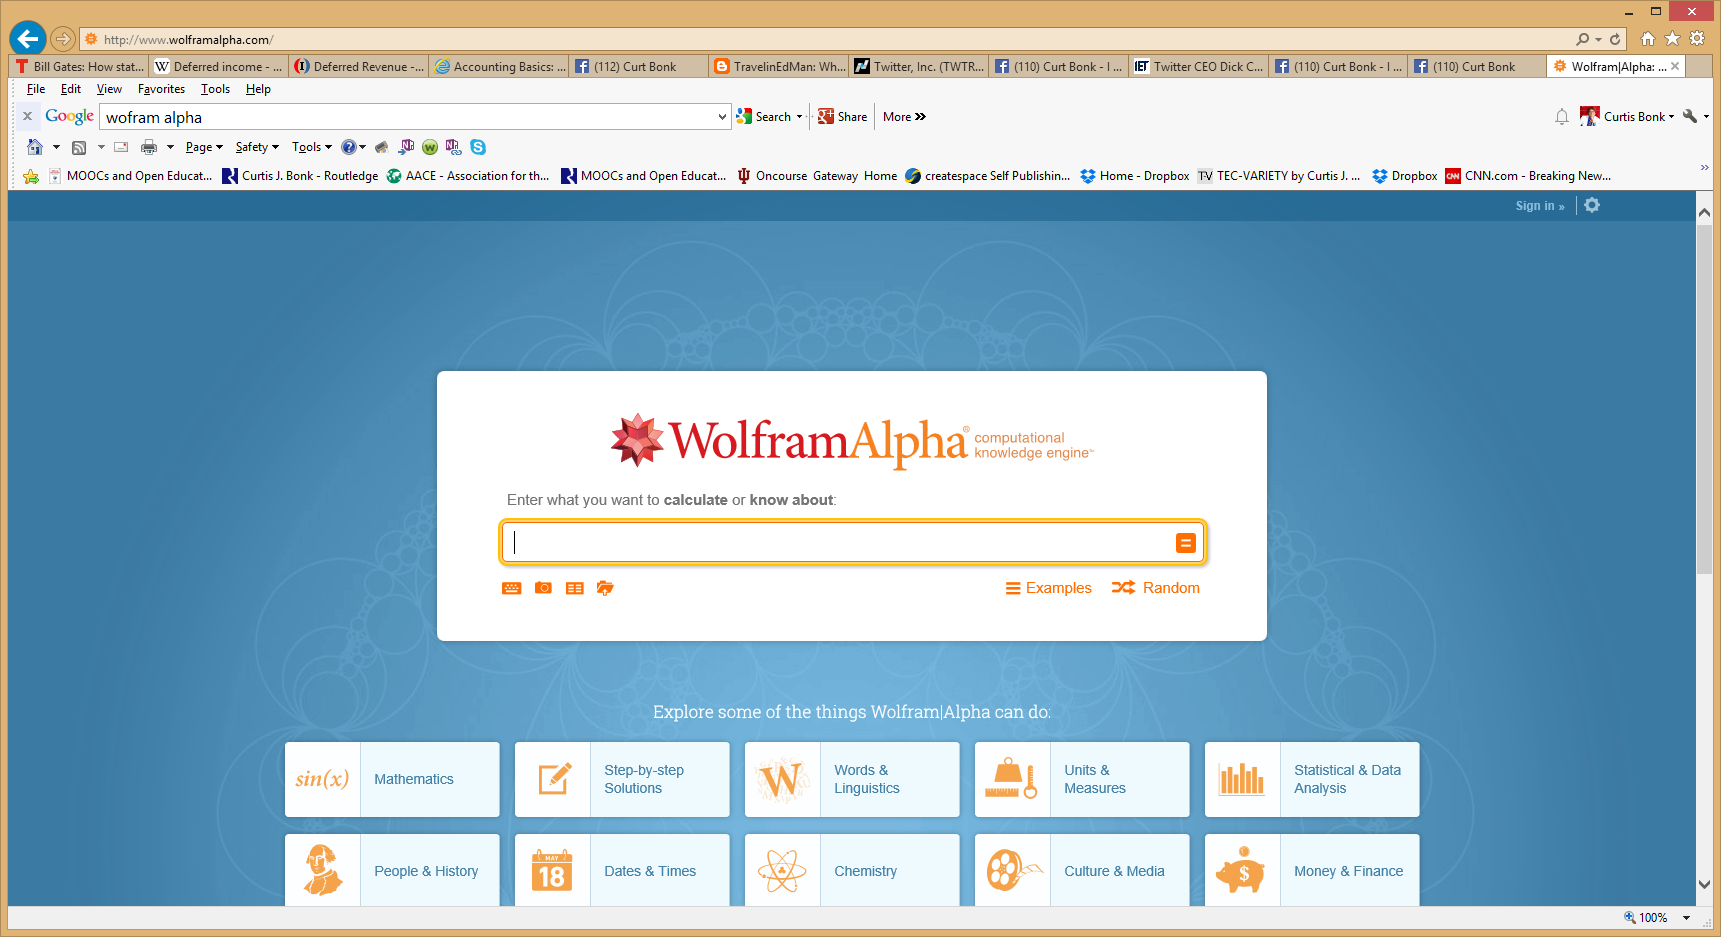 http://www.wolframalpha.com/
Bill Gates: How stat...
Deferred income - ...
Deferred Revenue -...
Accounting Basics: ...
(112) Curt Bonk
TravelinEdMan: Wh...
Twitter, Inc. (TWTR...
(110) Curt Bonk - I ...
Twitter CEO Dick C...
(110) Curt Bonk - I ...
(110) Curt Bonk
Wolfram|Alpha: ...
File Edit View Favorites Tools Help
x Google wofram alpha Search Share More »
Curtis Bonk
Page Safety Tools
MOOCs and Open Educat...
Curtis J. Bonk - Routledge
AACE - Association for th...
MOOCs and Open Educat...
Oncourse Gateway Home
createspace Self Publishin...
Home - Dropbox
TEC-VARIETY by Curtis J. ...
Dropbox
CNN.com - Breaking New...
Sign in »
WolframAlpha® computational
knowledge engine™
Enter what you want to calculate or know about:
Examples Random
Explore some of the things Wolfram|Alpha can do:
sin(x) Mathematics
Step-by-step
Solutions
W Words &
Linguistics
Units &
Measures
Statistical & Data
Analysis
People & History
MAY
18 Dates & Times
Chemistry
Culture & Media
$ Money & Finance
100%